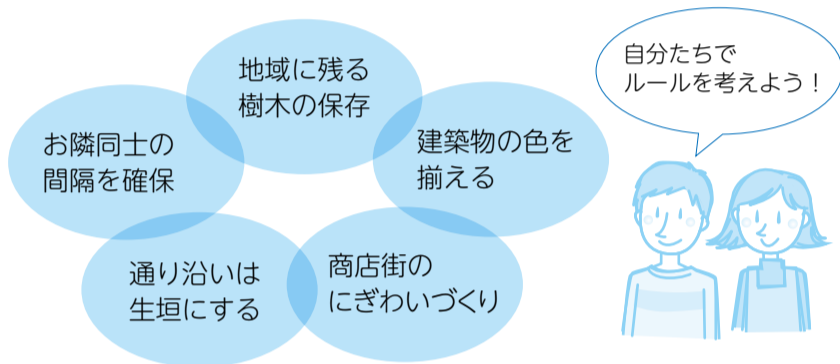 地域に残る
樹木の保存
お隣同士の
間隔を確保
建築物の色を
揃える
通り沿いは
生垣にする
商店街の
にぎわいづくり
自分たちで
ルールを考えよう！